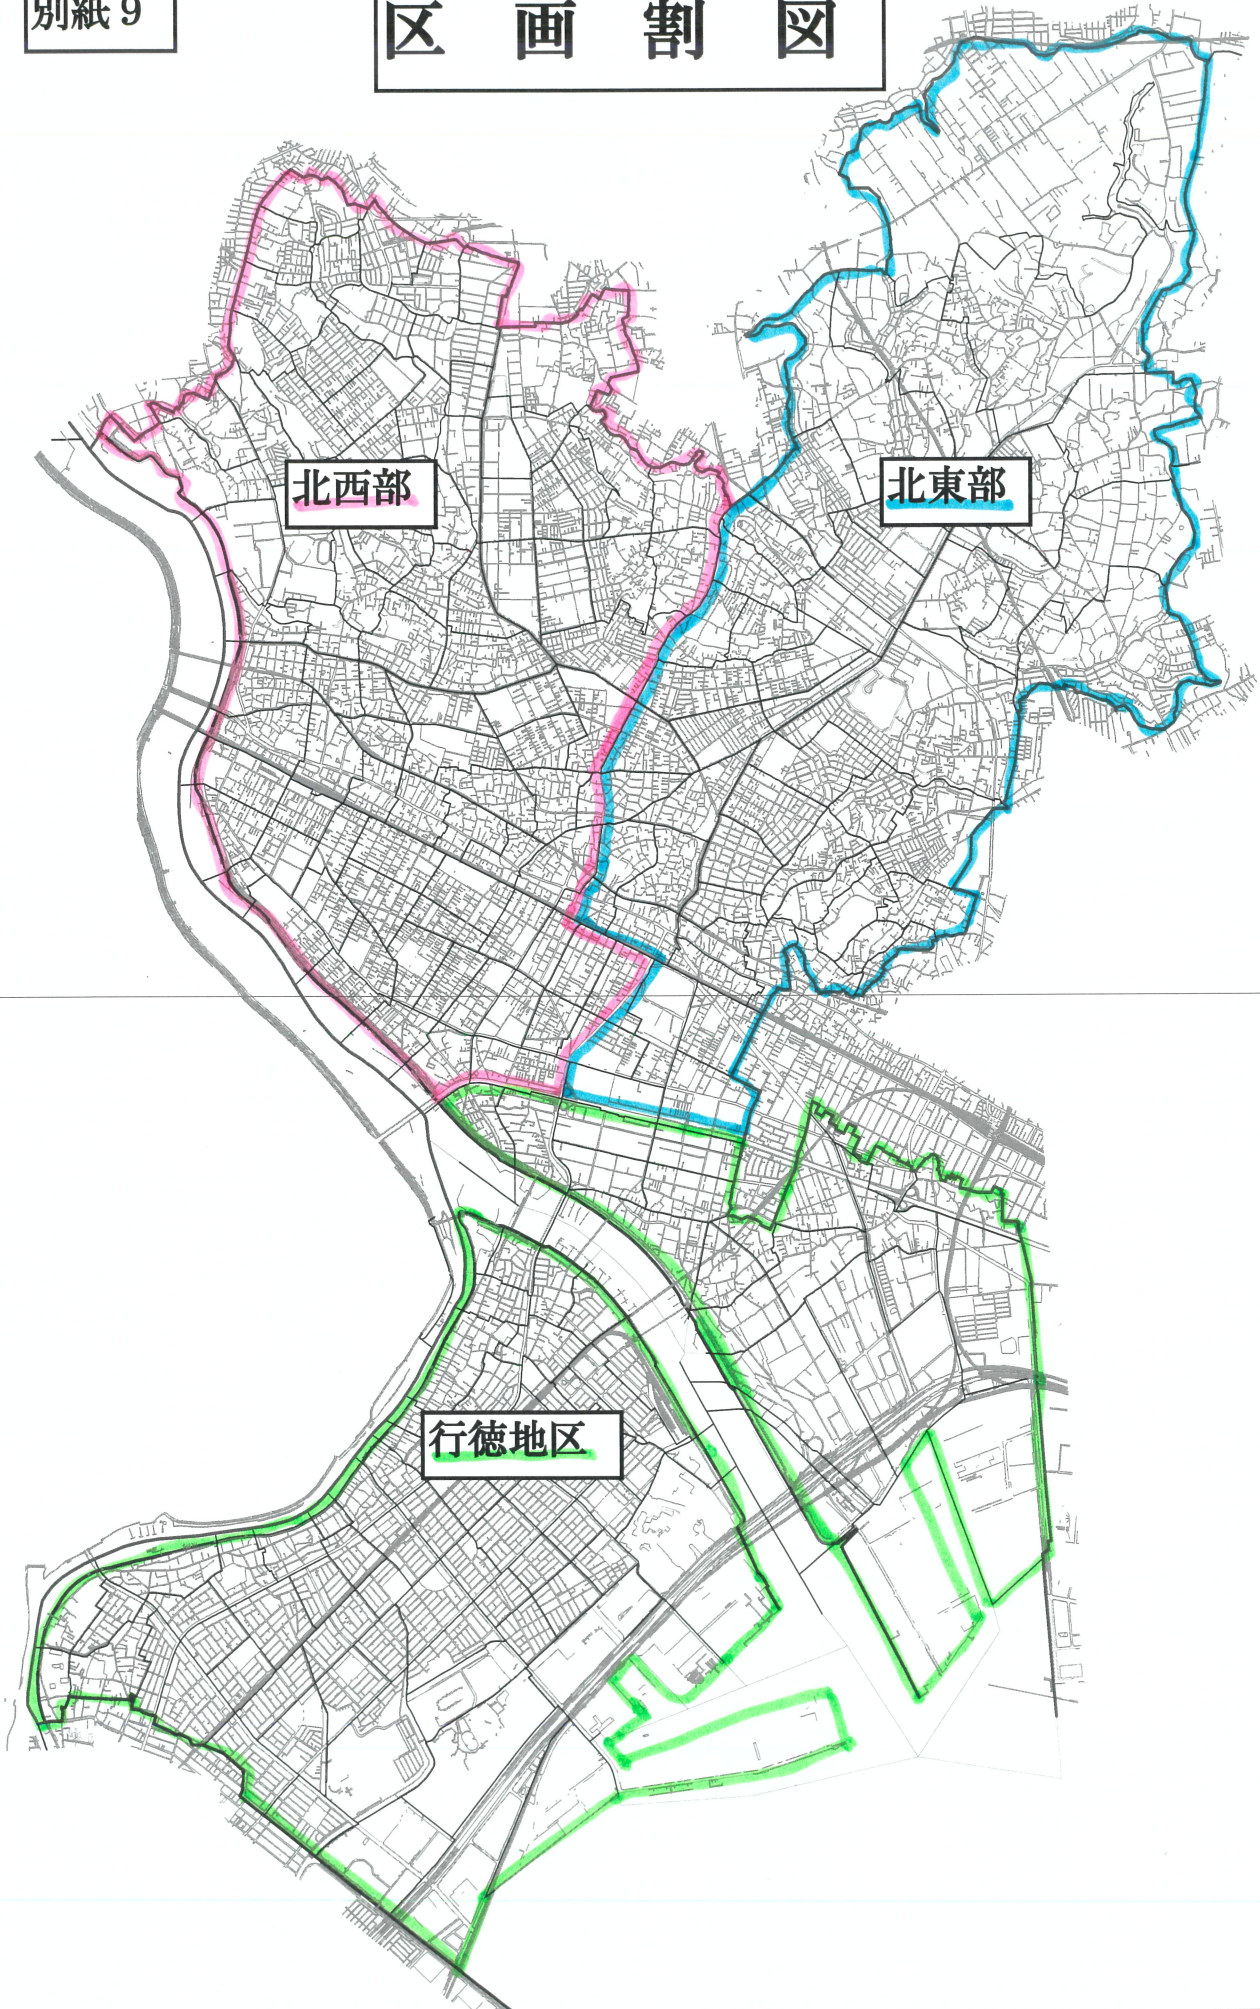 別紙９
区画割図
北西部
北東部
行徳地区